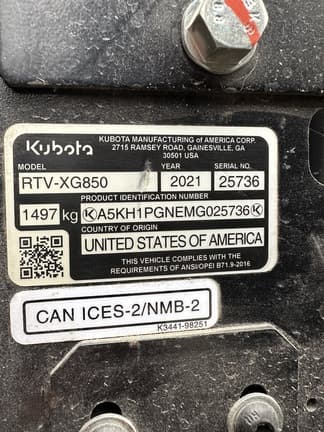 Kubota
KUBOTA MANUFACTURING of AMERICA CORP.
2715 RAMSEY ROAD, GAINESVILLE, GA
30501 USA
MODEL YEAR SERIAL NO.
RTV-XG850 2021 25736
PRODUCT IDENTIFICATION NUMBER
1497 kg A5KH1PGNEMG025736
COUNTRY OF ORIGIN
UNITED STATES OF AMERICA
THIS VEHICLE COMPLIES WITH THE
REQUIREMENTS OF ANSI/OPEI B71.9-2016
CAN ICES-2/NMB-2
K3441-98251